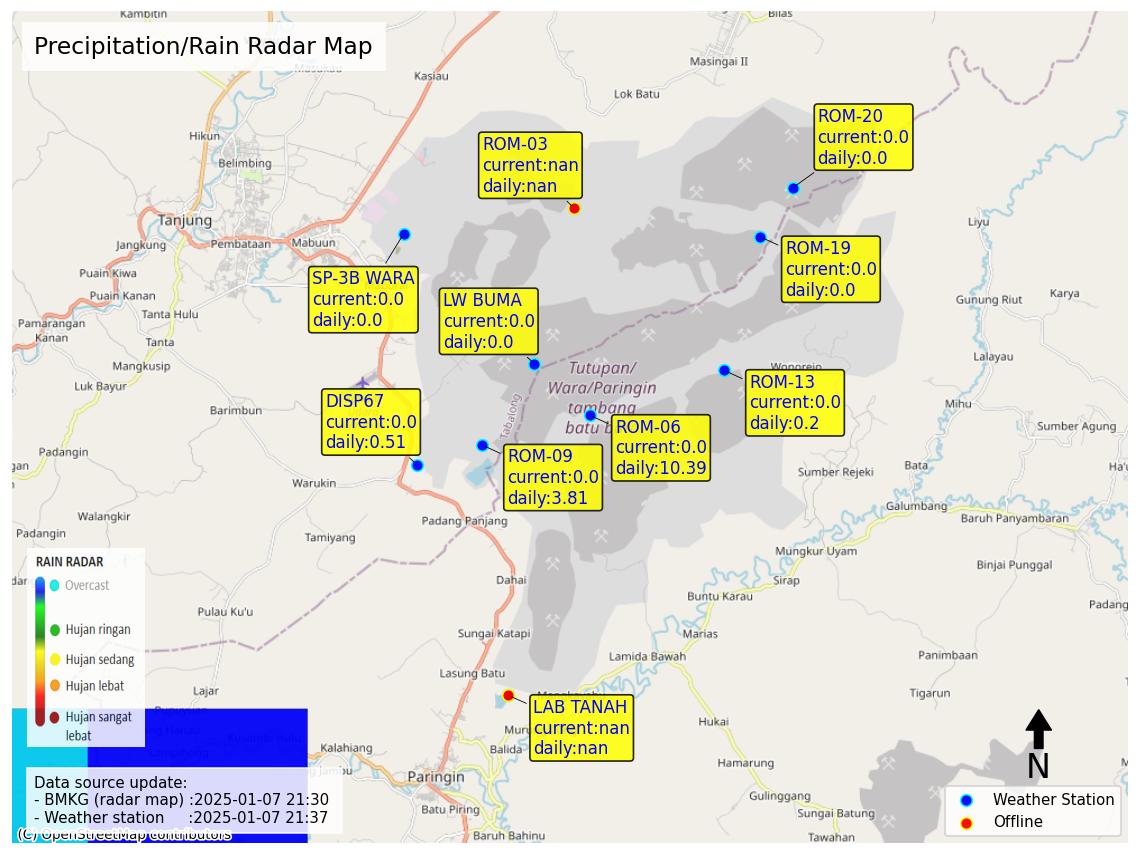 Kambitin
Bilas
Precipitation/Rain Radar Map
Masukau
Kasiau
Masingai II
Lok Batu
Hikun
Belimbing
ROM-03
current:nan
daily:nan
ROM-20
current:0.0
daily:0.0
Tanjung
Jangkung
Pembataan
Mabuun
Liyu
Puain Kiwa
Puain Kanan
Tanta Hulu
SP-3B WARA
current:0.0
daily:0.0
LW BUMA
current:0.0
daily:0.0
ROM-19
current:0.0
daily:0.0
Gunung Riut
Karya
Pamarangan
Kanan
Tanta
Mangkusip
Luk Bayur
Lalayau
Tutupan/
Wara/Paringin
tambang
batu b
Wonorejo
ROM-13
current:0.0
daily:0.2
Barimbun
DISP67
current:0.0
daily:0.51
Tabalong
ROM-06
current:0.0
daily:10.39
Mihu
Sumber Agung
ROM-09
current:0.0
daily:3.81
Padangin
gan
Warukin
Sumber Rejeki
Bata
Batu
Galumbang
Baruh Panyambaran
Walangkir
Padangin
Padang Panjang
Tamiyang
Mungkur Uyam
Binjai Punggal
RAIN RADAR
Overcast
Hujan ringan
Hujan sedang
Hujan lebat
Hujan sangat
lebat
Dahai
Sirap
Buntu Karau
Padang
Pulau Ku'u
Sungai Katapi
Marias
Lamida Bawah
Panimbaan
Lasung Batu
Lajar
Tigarun
LAB TANAH
current:nan
daily:nan
Muru
Balida
Hukai
Kalahiang
Hamarung
Paringin
Batu Piring
Baruh Bahinu
Gulinggang
Sungai Batung
Tawahan
N
Data source update:
- BMKG (radar map) :2025-01-07 21:30
- Weather station :2025-01-07 21:37
(C) OpenStreetMap contributors
Weather Station
Offline